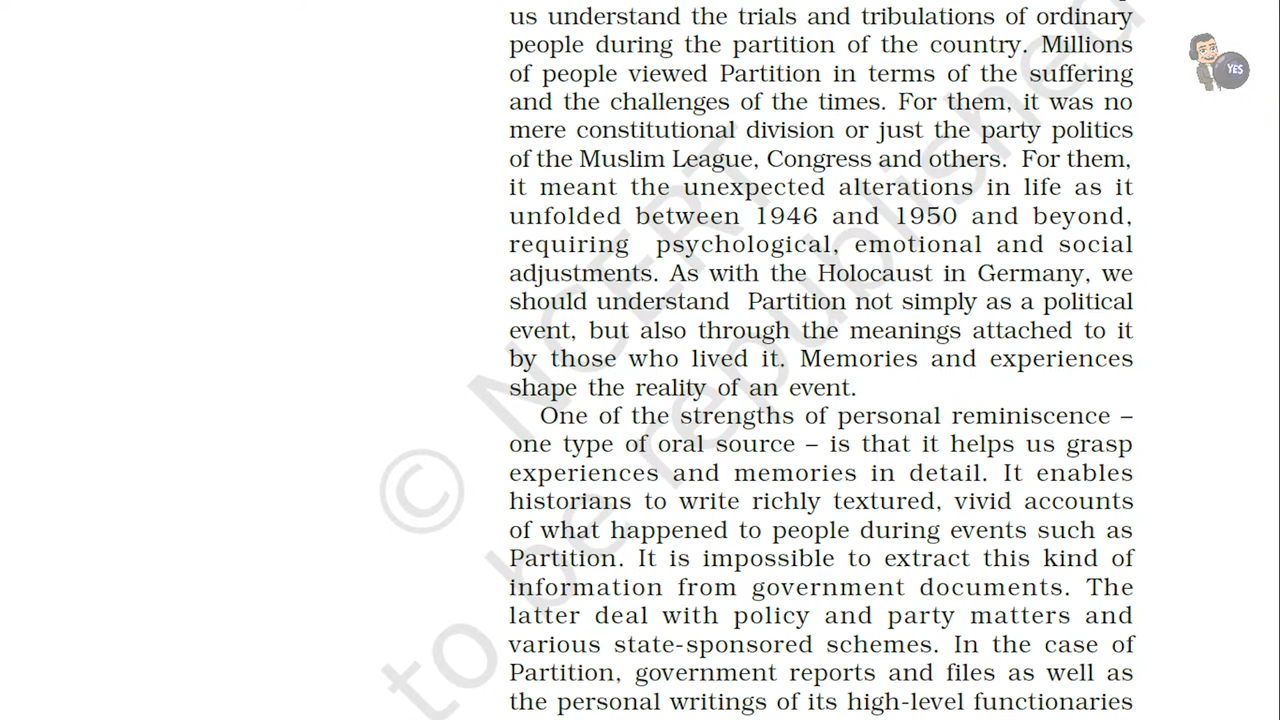 us understand the trials and tribulations of ordinary
people during the partition of the country. Millions
of people viewed Partition in terms of the suffering
and the challenges of the times. For them, it was no
mere constitutional division or just the party politics
of the Muslim League, Congress and others. For them,
it meant the unexpected alterations in life as it
unfolded between 1946 and 1950 and beyond,
requiring psychological, emotional and social
adjustments. As with the Holocaust in Germany, we
should understand Partition not simply as a political
event, but also through the meanings attached to it
by those who lived it. Memories and experiences
shape the reality of an event.
One of the strengths of personal reminiscence –
one type of oral source – is that it helps us grasp
experiences and memories in detail. It enables
historians to write richly textured, vivid accounts
of what happened to people during events such as
Partition. It is impossible to extract this kind of
information from government documents. The
latter deal with policy and party matters and
various state-sponsored schemes. In the case of
Partition, government reports and files as well as
the personal writings of its high-level functionaries
YES
© NCERT
to be republished